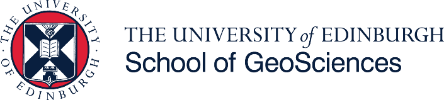 THE UNIVERSITY
OF EDINBURGH
THE UNIVERSITY of EDINBURGH
School of GeoSciences